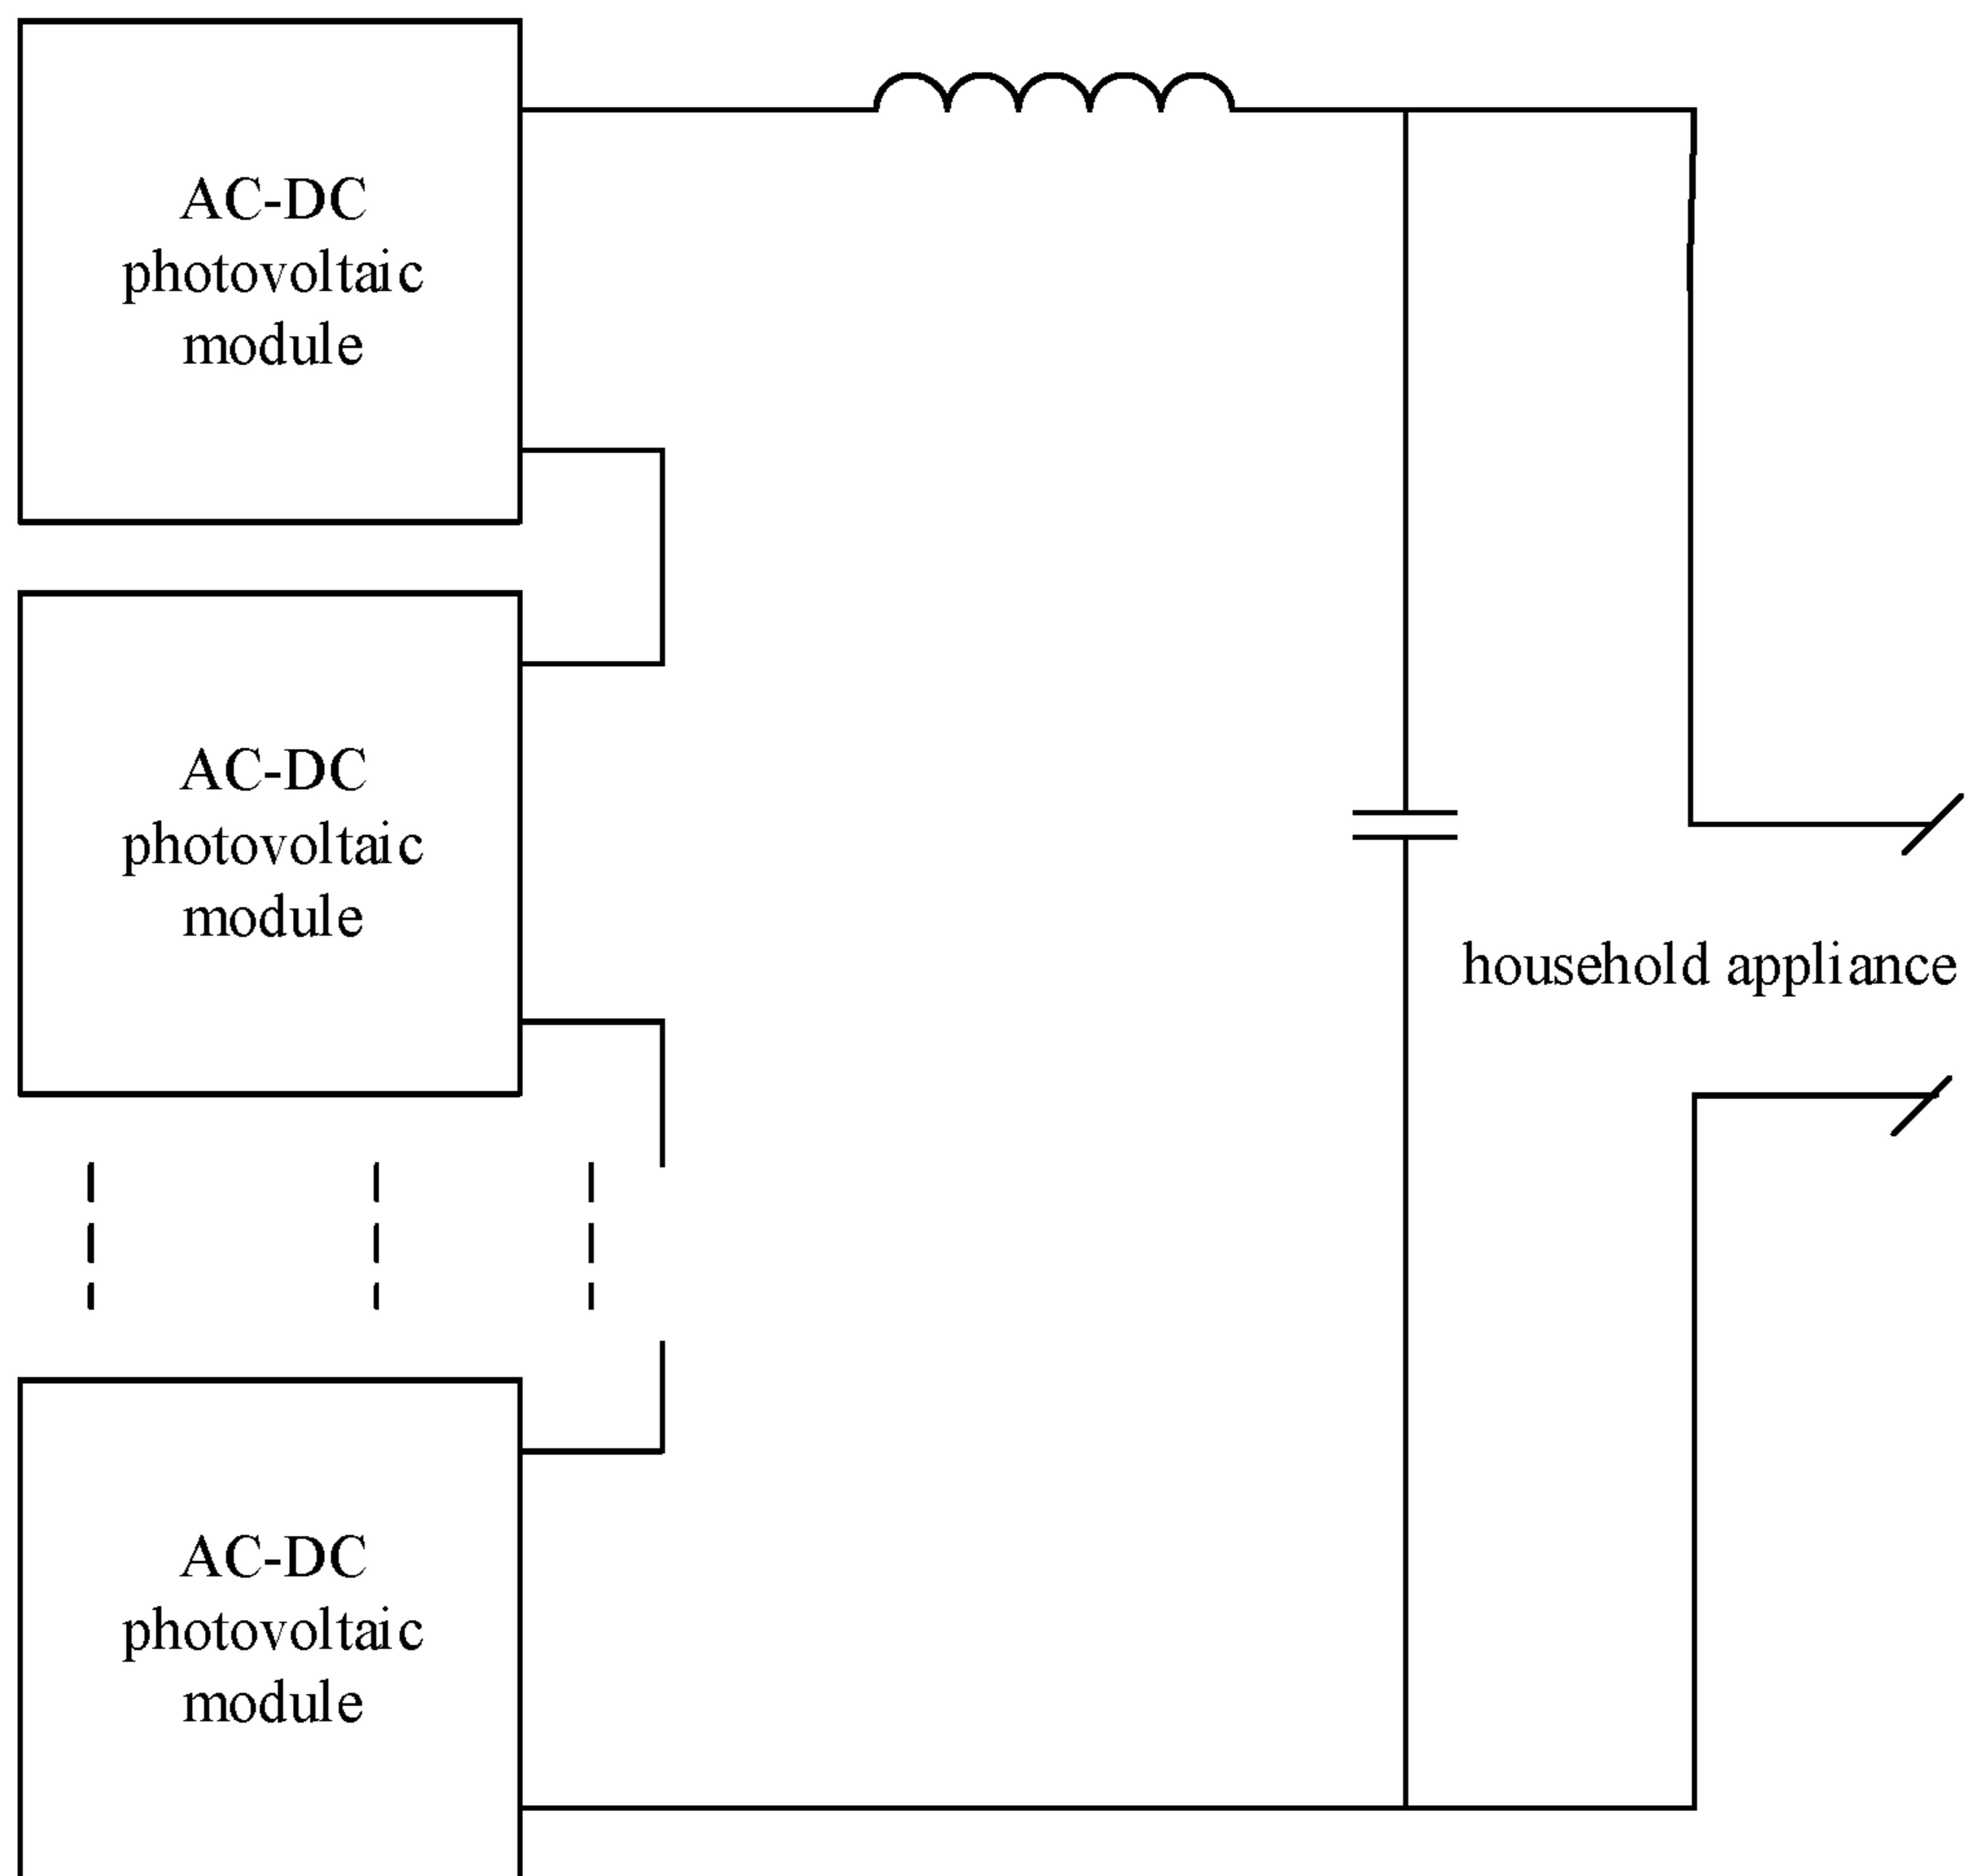 AC-DC
photovoltaic
module
AC-DC
photovoltaic
module
household appliance
AC-DC
photovoltaic
module